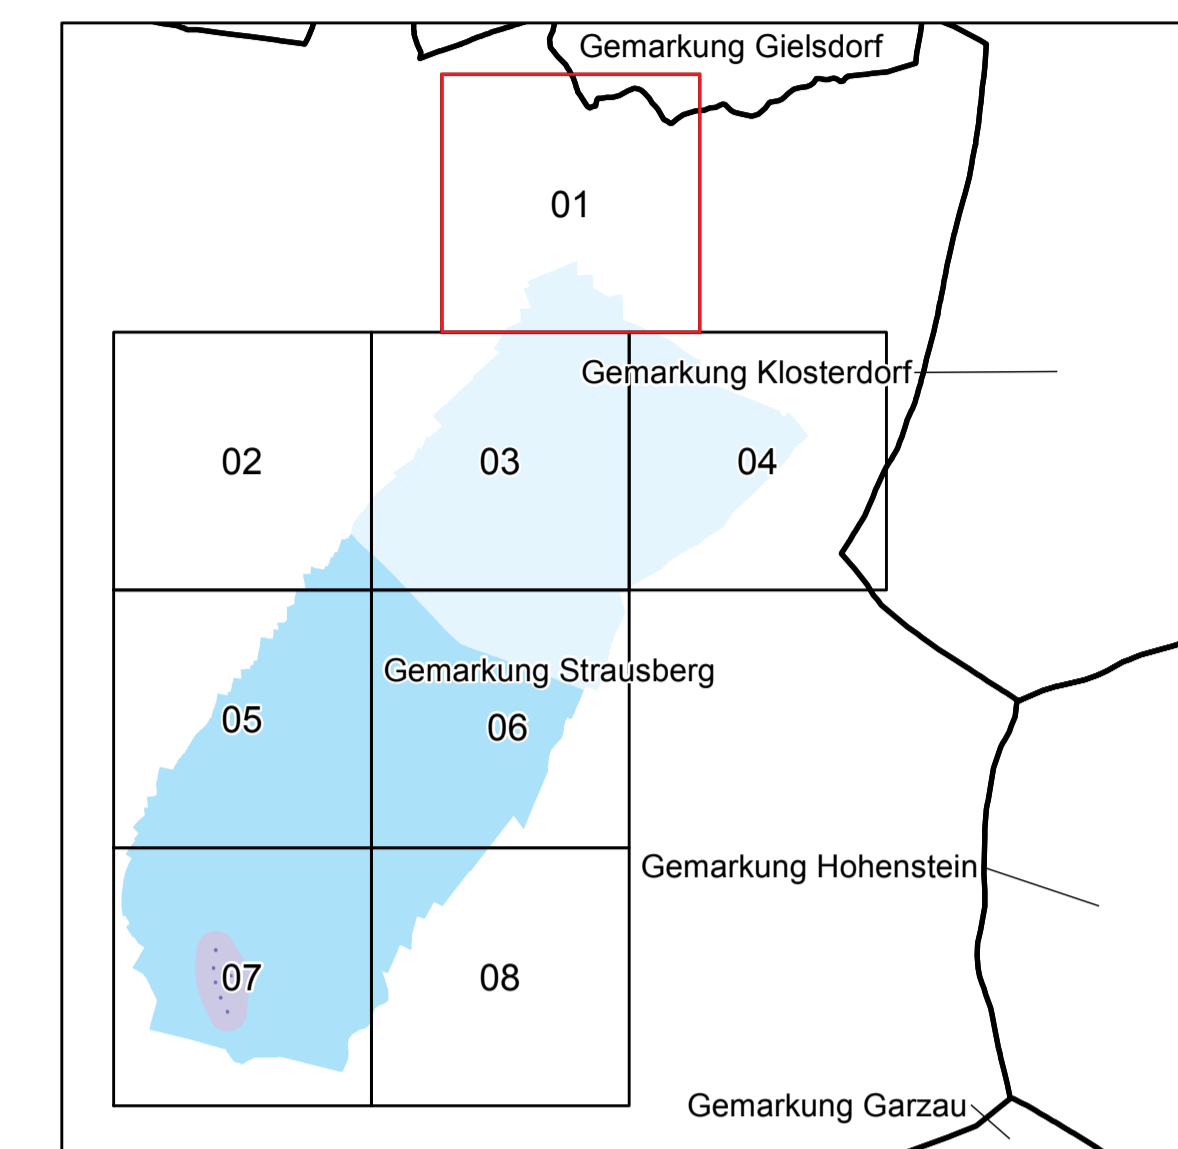 Gemarkung Gielsdorf
01
Gemarkung Klosterdorf
02
03
04
Gemarkung Strausberg
05
06
Gemarkung Hohenstein
07
08
Gemarkung Garzau